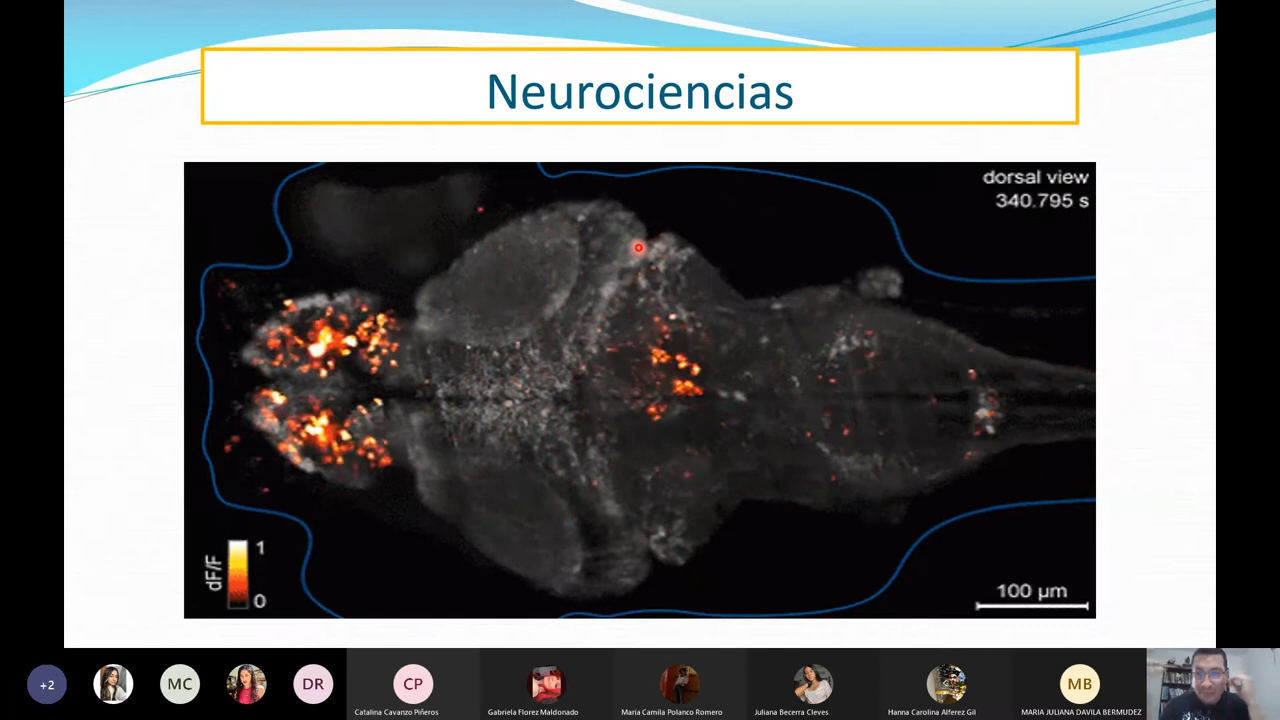 Neurociencias
dorsal view
340.795 s
dF/F
1
0
100 µm
+2
MC
DR
CP
MB
Catalina Cavanzo Piñeros
Gabriela Florez Maldonado
Maria Camila Polanco Romero
Juliana Becerra Cleves
Hanna Carolina Alferez Gil
MARIA JULIANA DAVILA BERMUDEZ